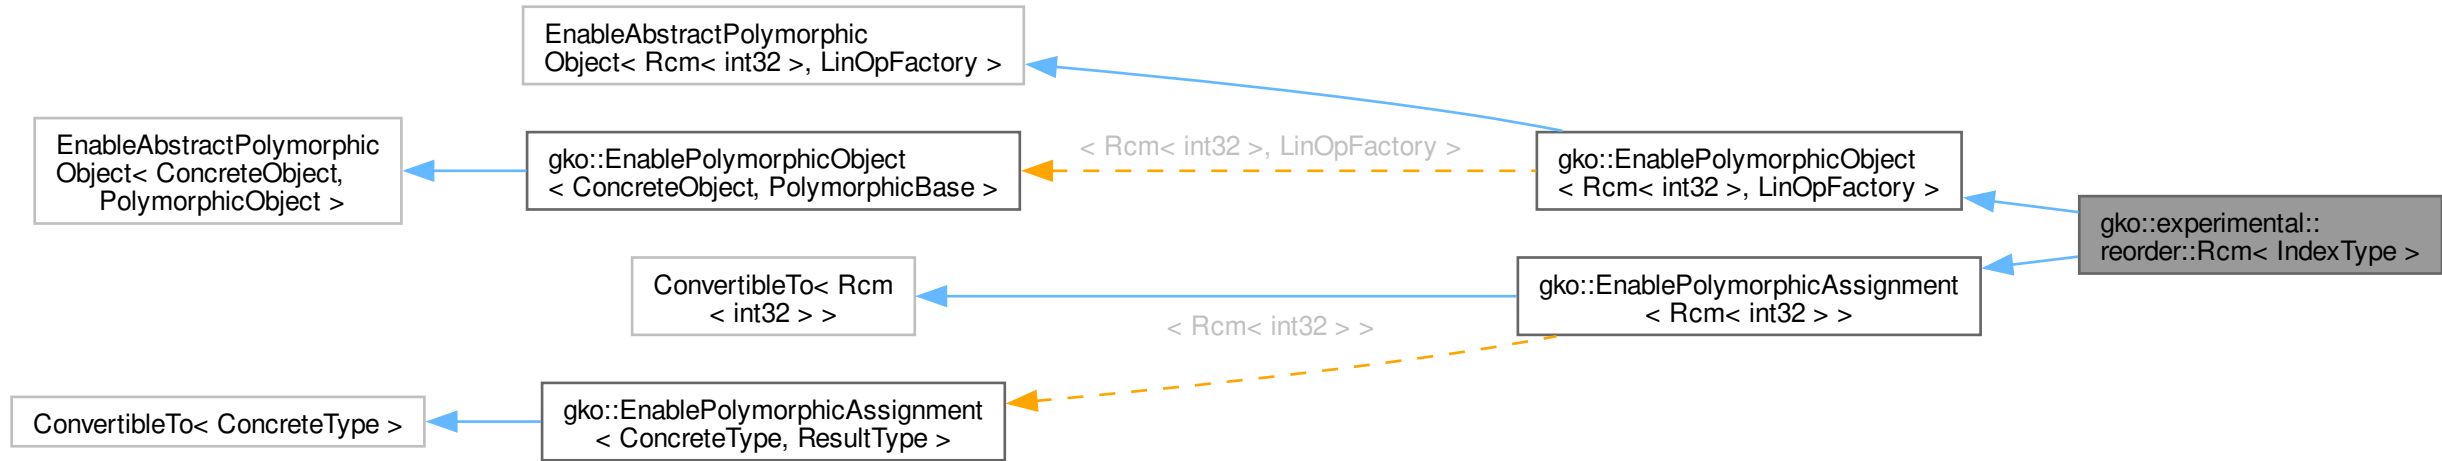 EnableAbstractPolymorphic
Object< Rcm< int32 >, LinOpFactory >
EnableAbstractPolymorphic
Object< ConcreteObject,
PolymorphicObject >
gko::EnablePolymorphicObject
< ConcreteObject, PolymorphicBase >
< Rcm< int32 >, LinOpFactory >
gko::EnablePolymorphicObject
< Rcm< int32 >, LinOpFactory >
gko::experimental::
reorder::Rcm< IndexType >
ConvertibleTo< Rcm
< int32 > >
gko::EnablePolymorphicAssignment
< Rcm< int32 > >
< Rcm< int32 > >
ConvertibleTo< ConcreteType >
gko::EnablePolymorphicAssignment
< ConcreteType, ResultType >